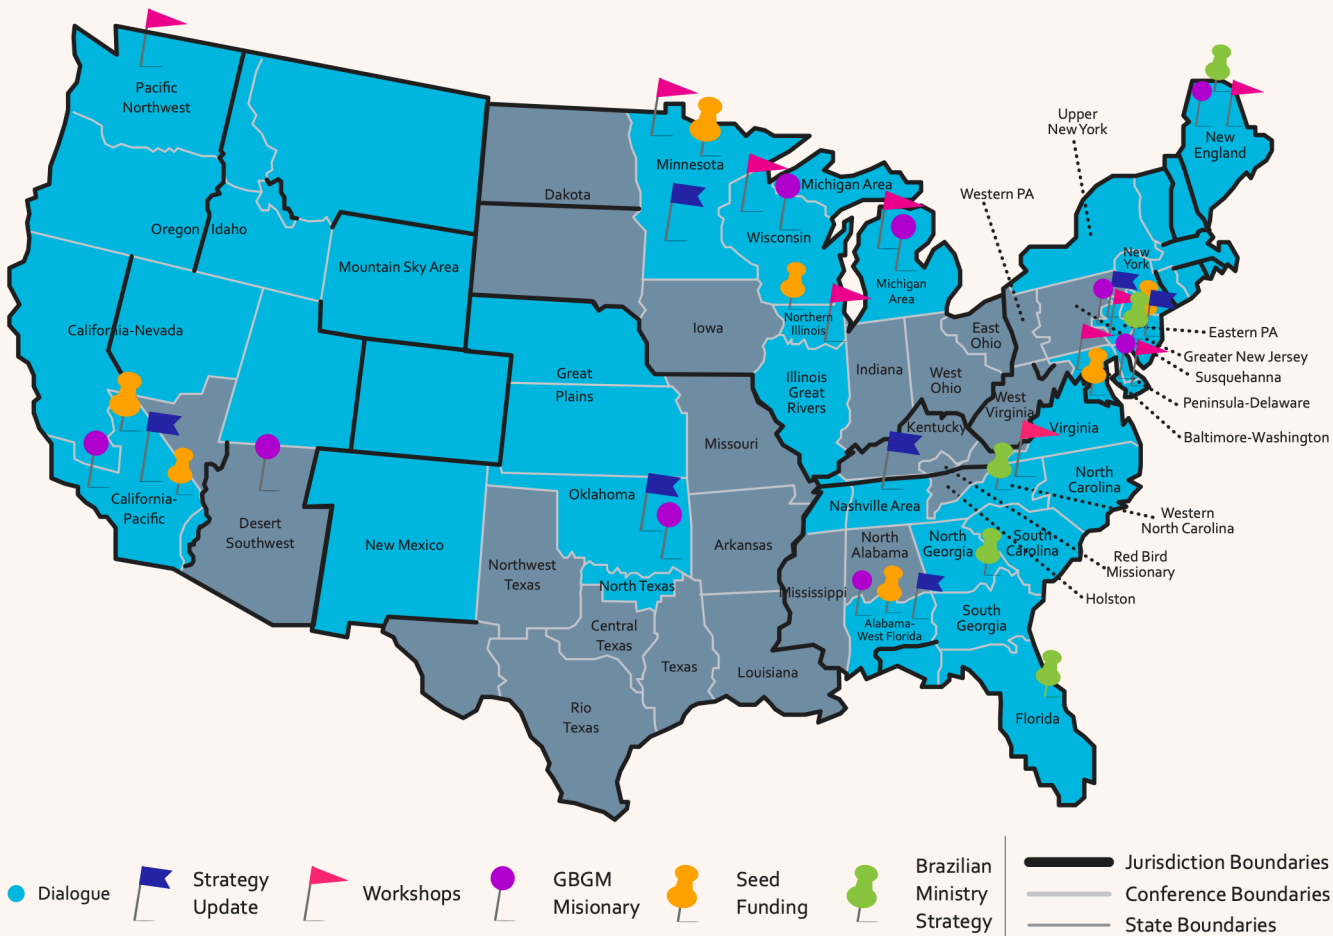 Pacific
Northwest
Oregon
Idaho
Mountain Sky Area
Dakota
Minnesota
Michigan Area
Wisconsin
Michigan
Area
Northern
Illinois
Upper
New York
Western PA
New
England
New
York
California-Nevada
Iowa
Great
Plains
Illinois
Great
Rivers
Indiana
East
Ohio
West
Ohio
West
Virginia
Kentucky
Virginia
Eastern PA
Greater New Jersey
Susquehanna
Peninsula-Delaware
Baltimore-Washington
California-
Pacific
Desert
Southwest
New Mexico
Missouri
Oklahoma
Arkansas
Nashville Area
North
Carolina
Western
North Carolina
Red Bird
Missionary
Holston
Northwest
Texas
North Texas
Central
Texas
Texas
Rio
Texas
Louisiana
Mississippi
North
Alabama
Alabama-
West Florida
North
Georgia
South
Carolina
South
Georgia
Florida
Dialogue
Strategy
Update
Workshops
GBGM
Misionary
Seed
Funding
Brazilian
Ministry
Strategy
Jurisdiction Boundaries
Conference Boundaries
State Boundaries